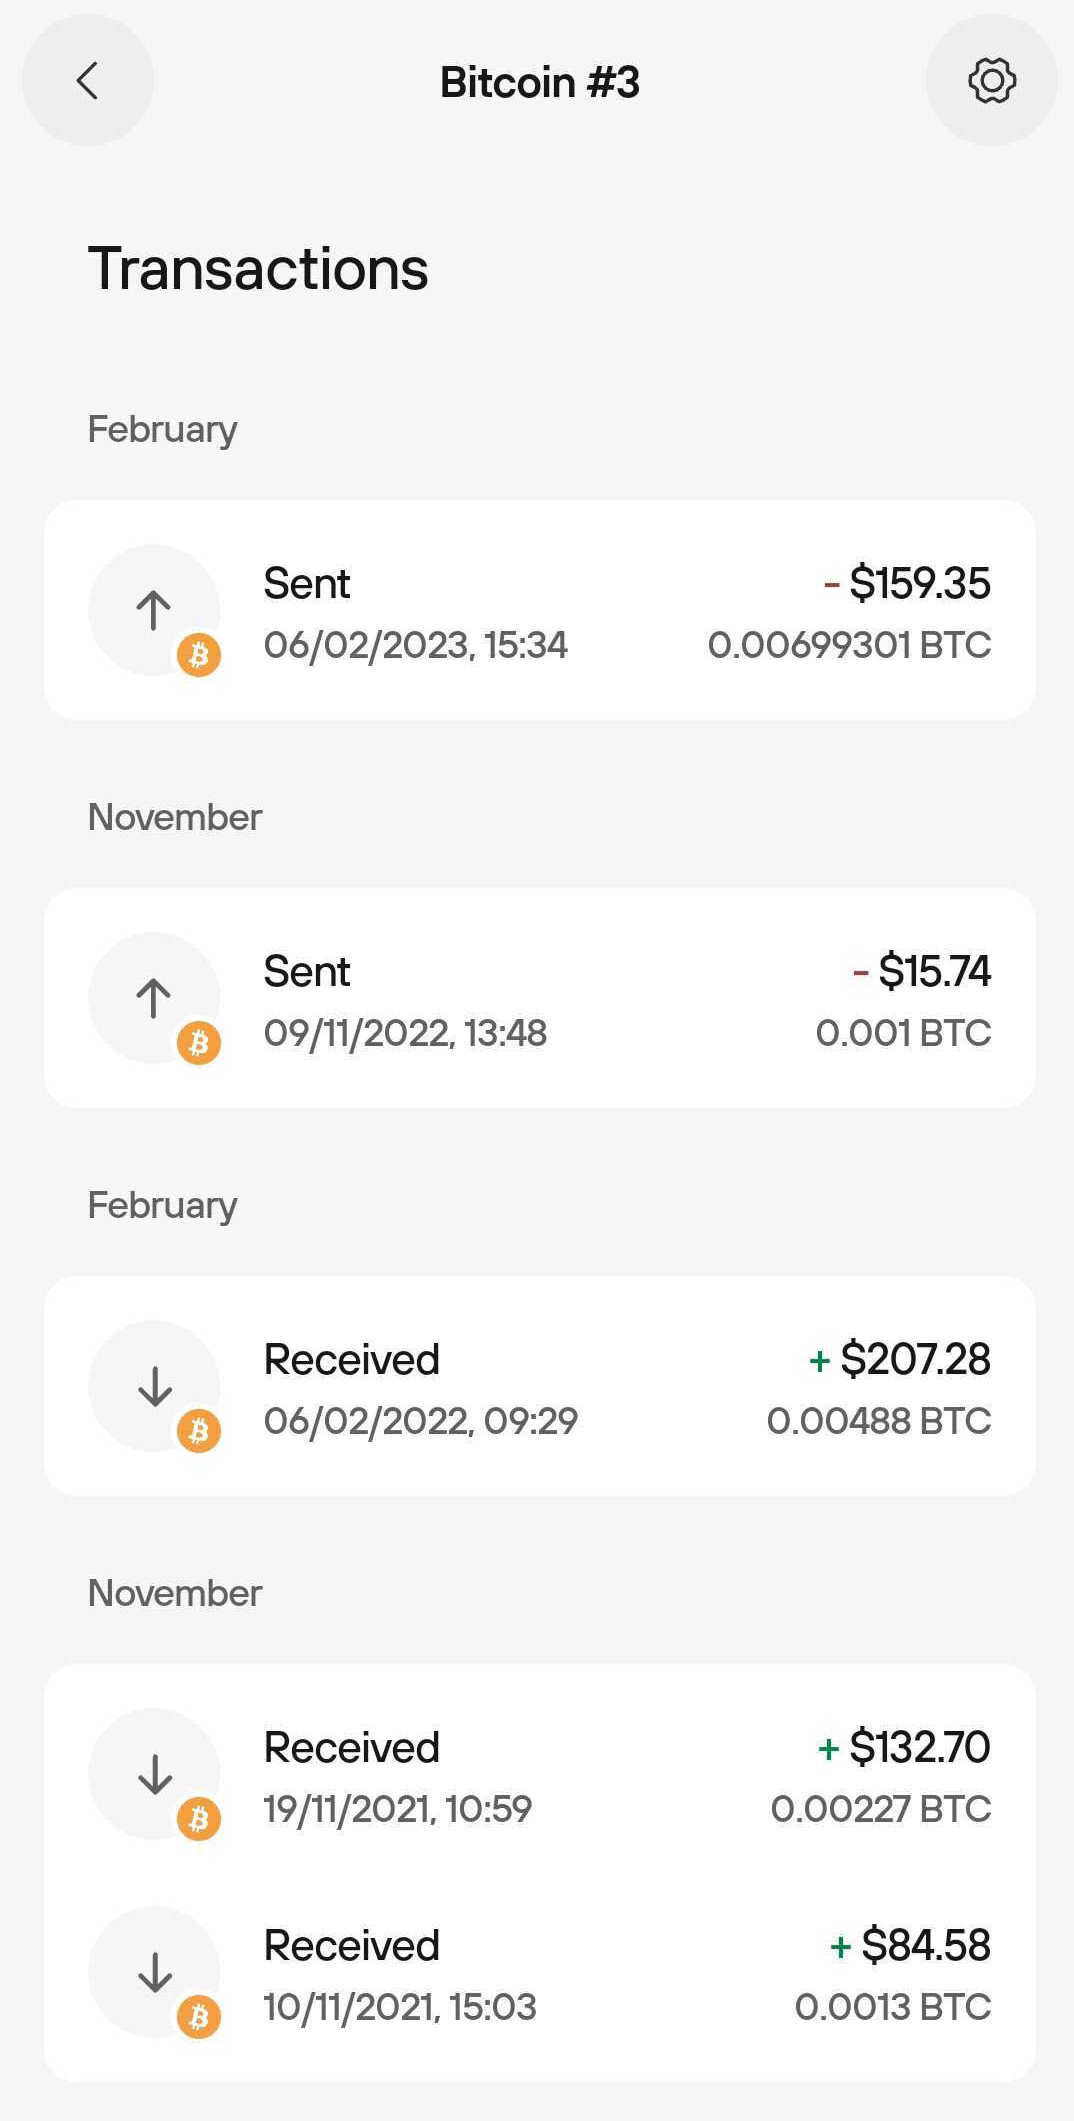 Bitcoin #3
Transactions
February
Sent
- $159.35
06/02/2023, 15:34
0.00699301 BTC
November
Sent
- $15.74
09/11/2022, 13:48
0.001 BTC
February
Received
+ $207.28
06/02/2022, 09:29
0.00488 BTC
November
Received
+ $132.70
19/11/2021, 10:59
0.00227 BTC
Received
+ $84.58
10/11/2021, 15:03
0.0013 BTC